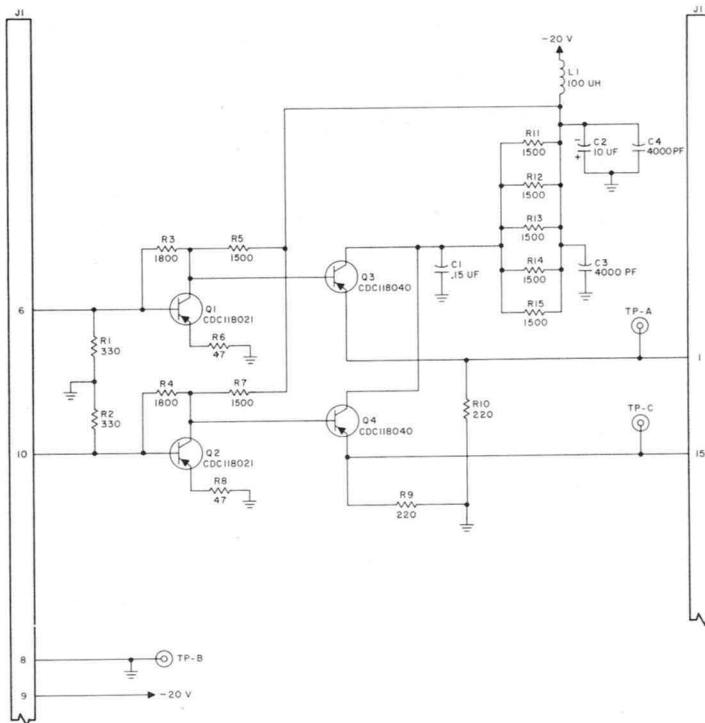 J1
J1
-20 V
L1
100 UH
R11
1500
C2
10 UF
-
+
C4
4000 PF
R12
1500
R13
1500
R3
1800
R5
1500
Q3
CDC118040
C1
.15 UF
R14
1500
C3
4000 PF
R15
1500
TP-A
6
Q1
CDC118021
R1
330
R6
47
1
R4
1800
R7
1500
R2
330
Q4
CDC118040
R10
220
TP-C
10
Q2
CDC118021
15
R8
47
R9
220
8
TP-B
9
-20 V